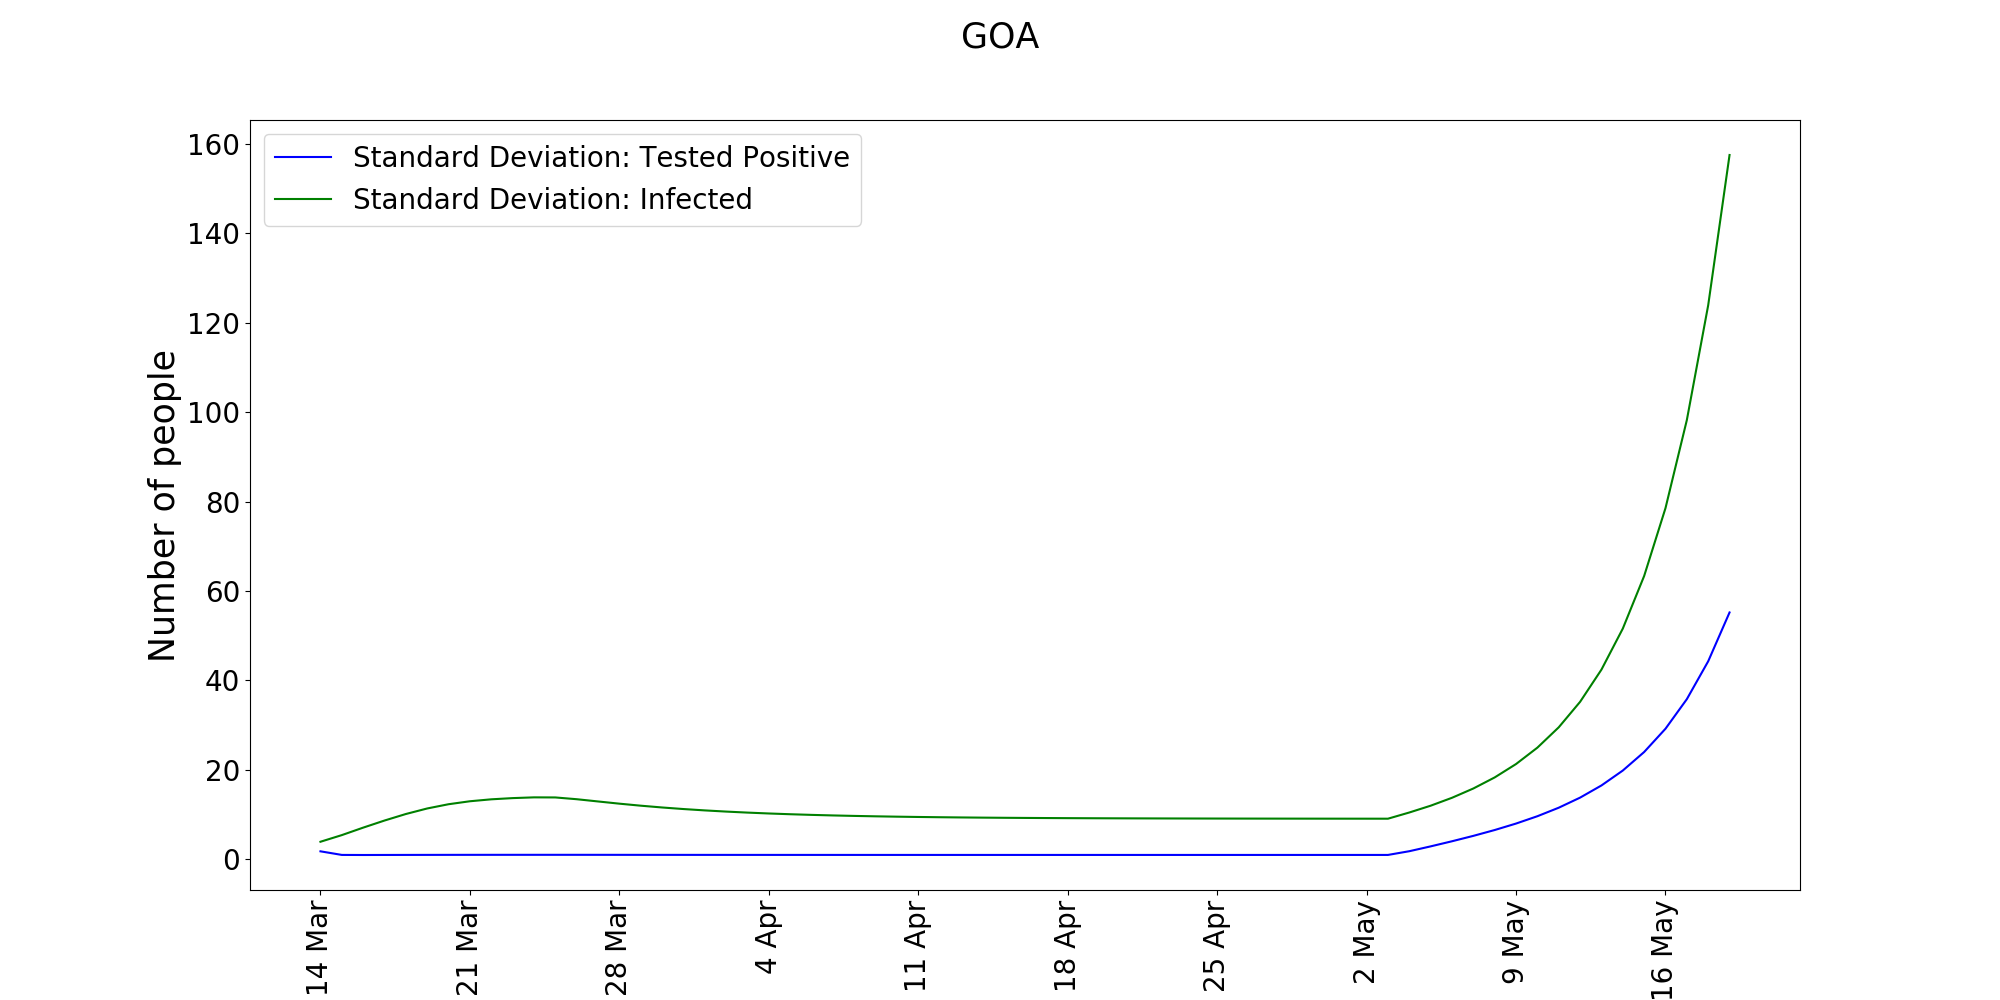 GOA
Standard Deviation: Tested Positive
Standard Deviation: Infected
Number of people
160
140
120
100
80
60
40
20
0
14 Mar
21 Mar
28 Mar
4 Apr
11 Apr
18 Apr
25 Apr
2 May
9 May
16 May